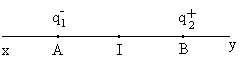 q₁⁻ q₂⁺
x A I B y